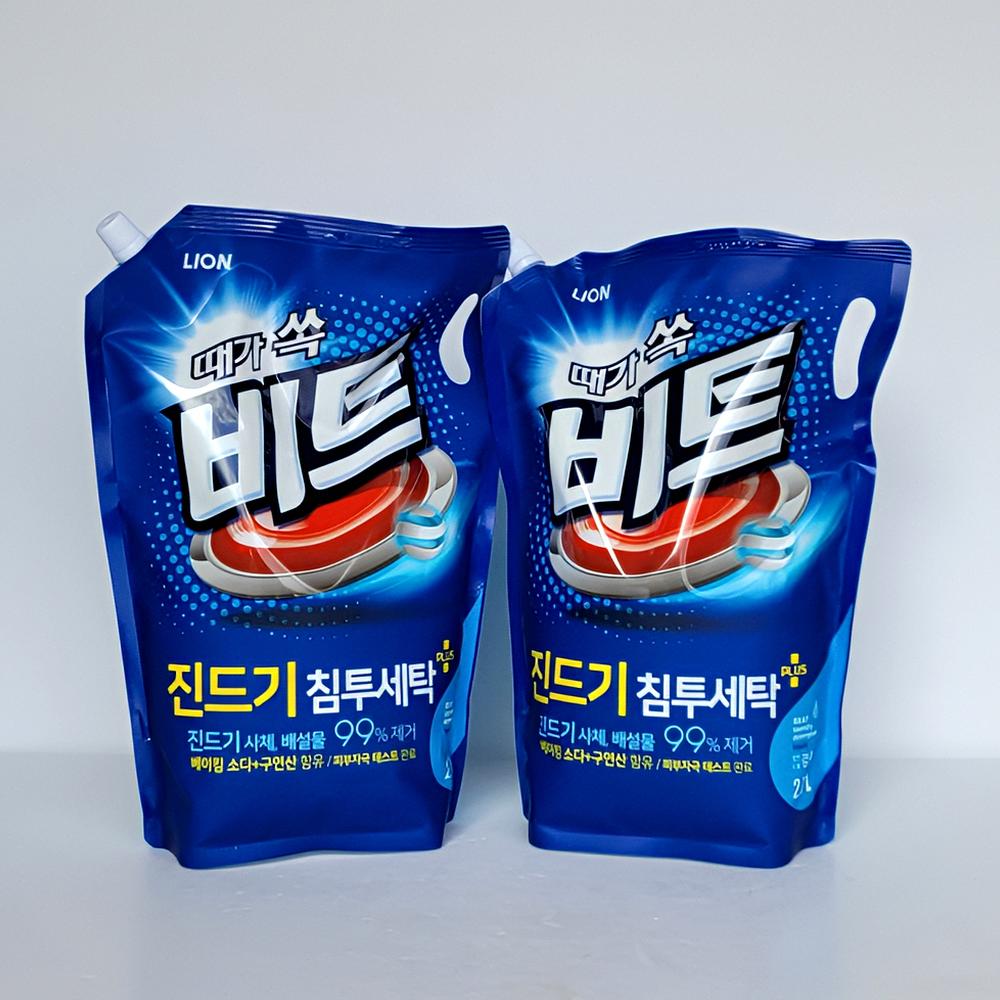 LION
때가 쏙
비트
진드기 침투세탁
PLUS
진드기 사체, 배설물 99% 제거
베이킹 소다+구연산 함유 / 피부자극 테스트 완료
LION
때가 쏙
비트
진드기 침투세탁
PLUS
진드기 사체, 배설물 99% 제거
베이킹 소다+구연산 함유 / 피부자극 테스트 완료